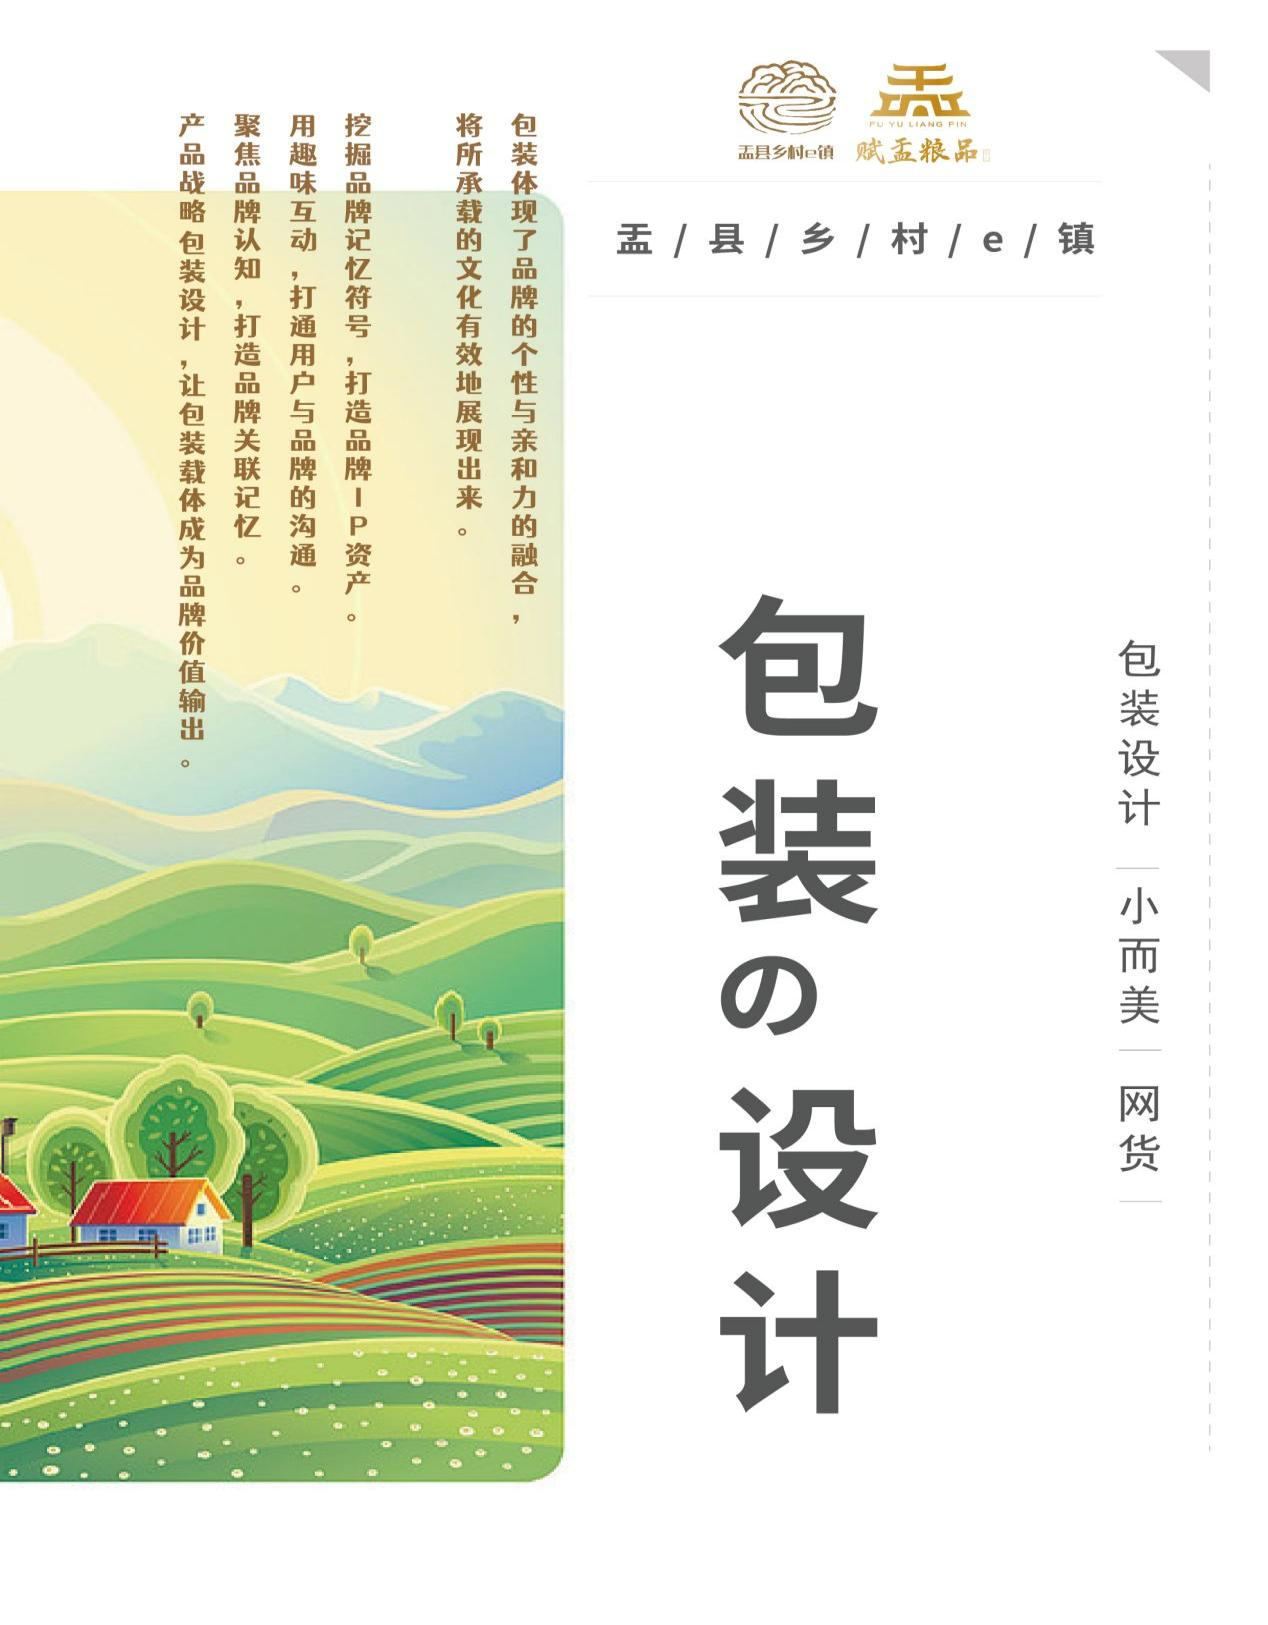 盂县乡村e镇
FU YU LIANG PIN
赋盂粮品
盂/县/乡/村/e/镇
包装の设计
包装设计
小而美
网货
包装体现了品牌的个性与亲和力的融合，
将所承载的文化有效地展现出来。
挖掘品牌记忆符号，打造品牌IP资产。
用趣味互动，打通用户与品牌的沟通。
聚焦品牌认知，打造品牌关联记忆。
产品战略包装设计，让包装载体成为品牌价值输出。